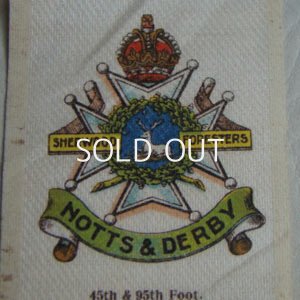 SHE FORESTERS
SOLD OUT
NOTTS & DERBY
45th & 95th Foot.